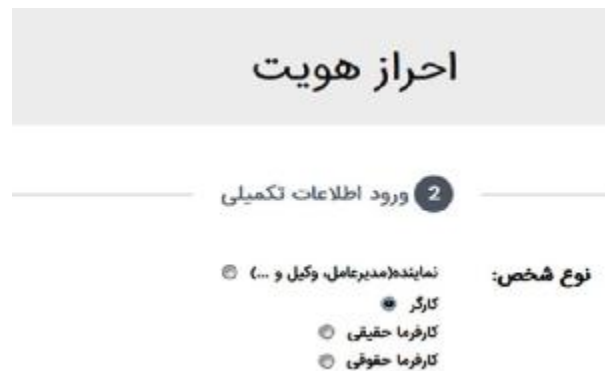 احراز هویت
2 ورود اطلاعات تکمیلی
نوع شخص: نماینده(مدیرعامل، وکیل و ...)
کارگر
کارفرما حقیقی
کارفرما حقوقی